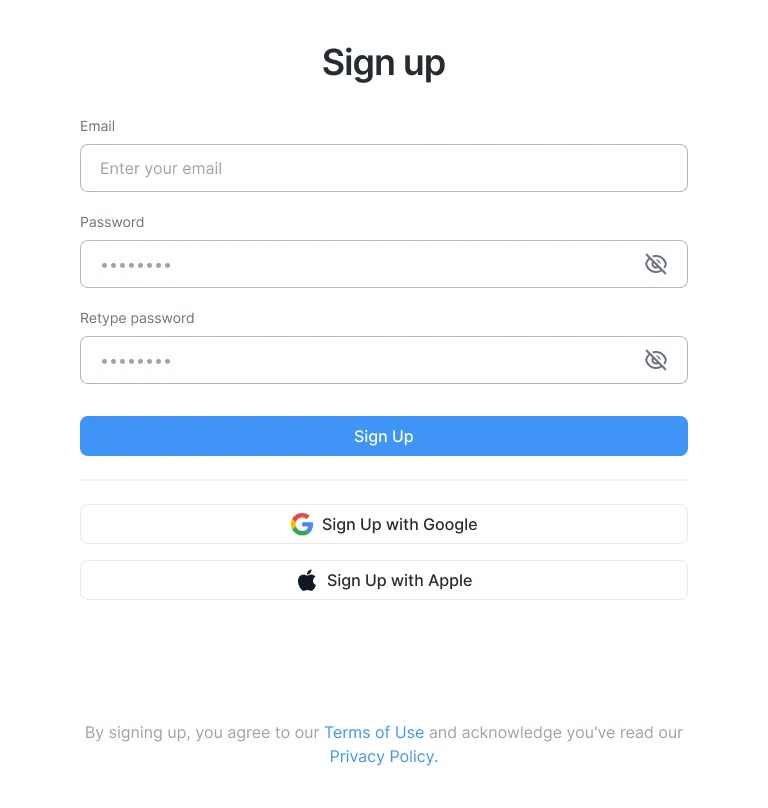 Sign up
Email
Enter your email
Password
••••••••
Retype password
••••••••
Sign Up
Sign Up with Google
Sign Up with Apple
By signing up, you agree to our Terms of Use and acknowledge you've read our
Privacy Policy.